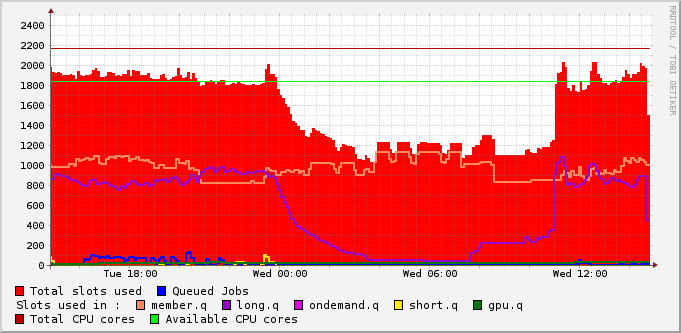 2400
2200
2000
1800
1600
1400
1200
1000
800
600
400
200
0
Tue 18:00 Wed 00:00 Wed 06:00 Wed 12:00
RRDTOOL / TOBI OETIKER
Total slots used Queued Jobs
Slots used in : member.q long.q ondemand.q short.q gpu.q
Total CPU cores Available CPU cores